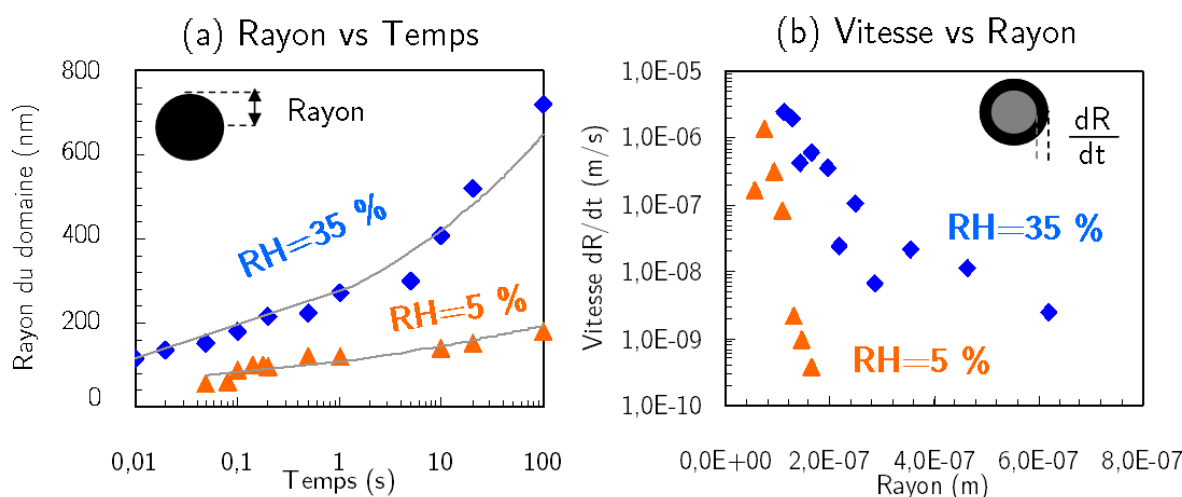 (a) Rayon vs Temps
Rayon du domaine (nm)
800
600
400
200
0
Rayon
RH=35 %
RH=5 %
0,01
0,1
1
10
100
Temps (s)
(b) Vitesse vs Rayon
Vitesse dR/dt (m/s)
1,0E-05
1,0E-06
1,0E-07
1,0E-08
1,0E-09
1,0E-10
dR
dt
RH=35 %
RH=5 %
0,0E+00
2,0E-07
4,0E-07
6,0E-07
8,0E-07
Rayon (m)